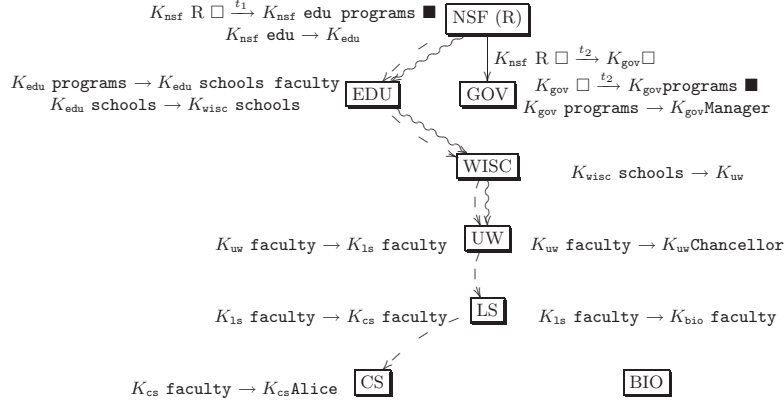 K_nsf R □ —t₁→ K_nsf edu programs ■
NSF (R)
K_nsf edu → K_edu
K_nsf R □ —t₂→ K_gov □
K_edu programs → K_edu schools faculty
EDU
GOV
K_gov □ —t₂→ K_gov programs ■
K_edu schools → K_wisc schools
K_gov programs → K_gov Manager
WISC
K_wisc schools → K_uw
K_uw faculty → K_ls faculty
UW
K_uw faculty → K_uw Chancellor
K_ls faculty → K_cs faculty
LS
K_ls faculty → K_bio faculty
K_cs faculty → K_cs Alice
CS
BIO